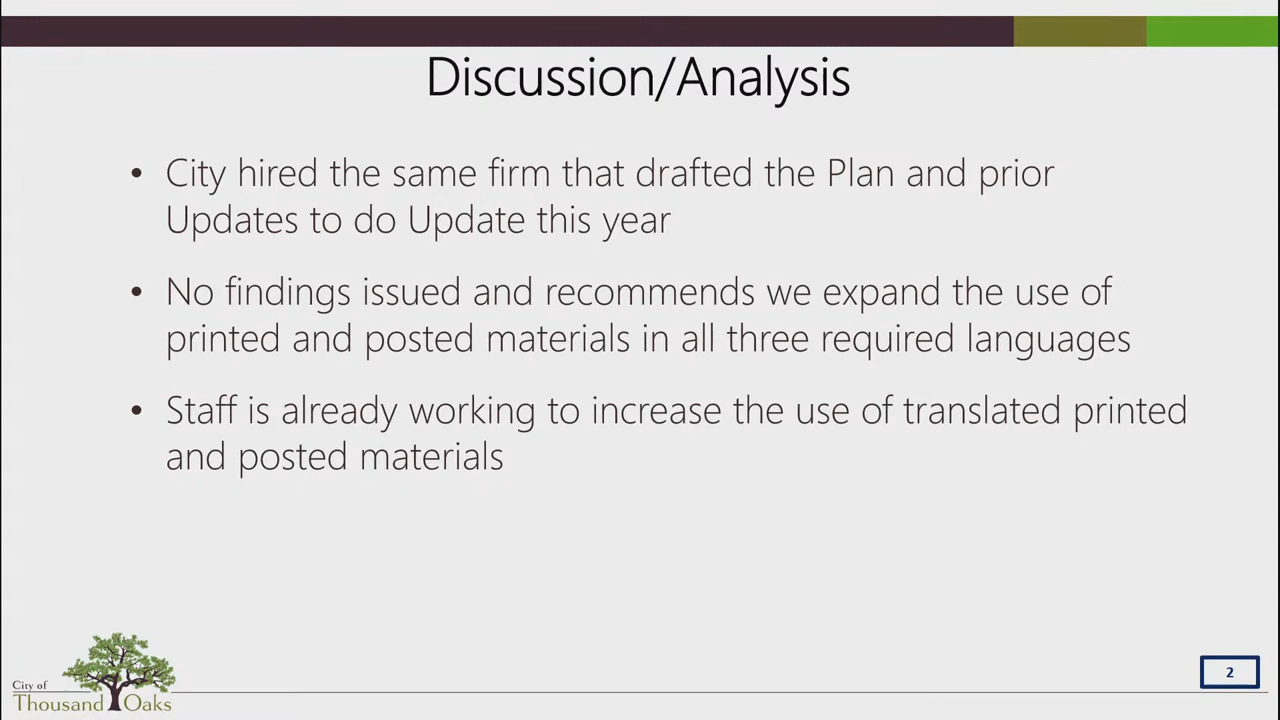 Discussion/Analysis
• City hired the same firm that drafted the Plan and prior
Updates to do Update this year
• No findings issued and recommends we expand the use of
printed and posted materials in all three required languages
• Staff is already working to increase the use of translated printed
and posted materials
City of
Thousand Oaks
2